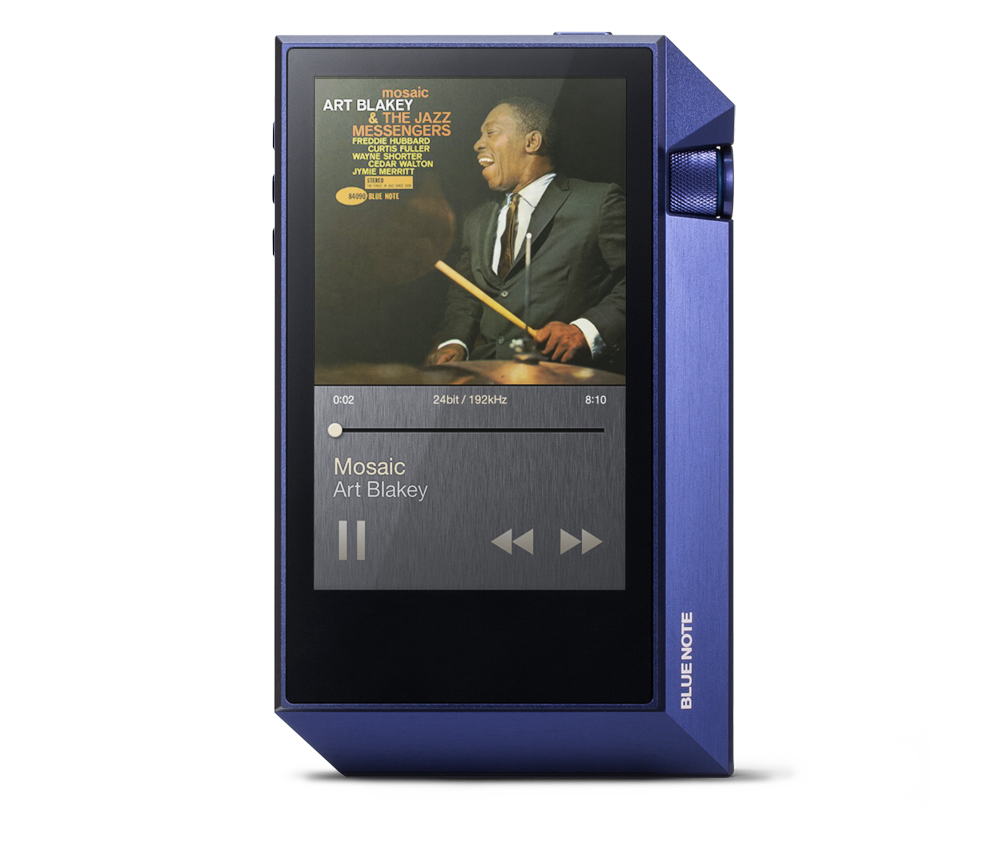 mosaic
ART BLAKEY
& THE JAZZ
MESSENGERS
FREDDIE HUBBARD
CURTIS FULLER
WAYNE SHORTER
CEDAR WALTON
JYMIE MERRITT
STEREO
84090 BLUE NOTE
0:02 24bit / 192kHz 8:10
Mosaic
Art Blakey
BLUE NOTE